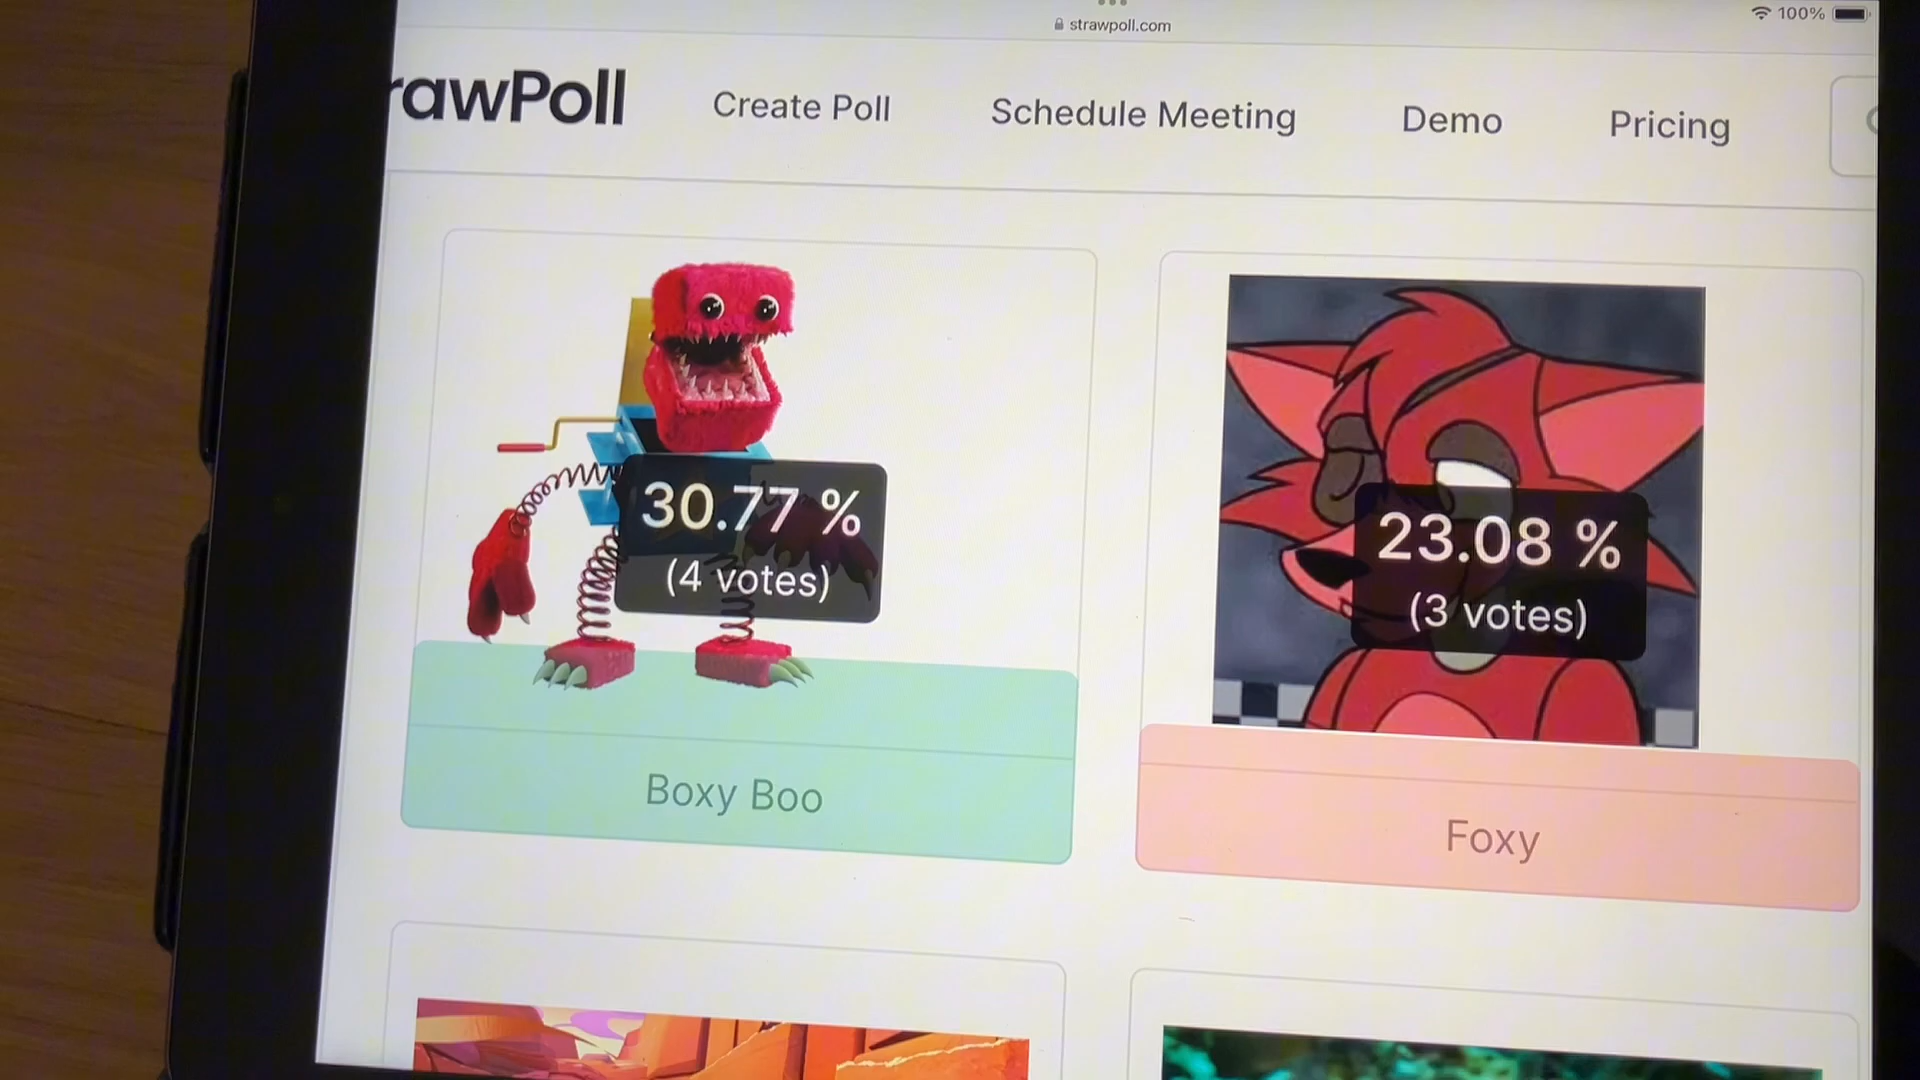 strawpoll.com
100%
rawPoll
Create Poll
Schedule Meeting
Demo
Pricing
30.77 %
(4 votes)
23.08 %
(3 votes)
Boxy Boo
Foxy